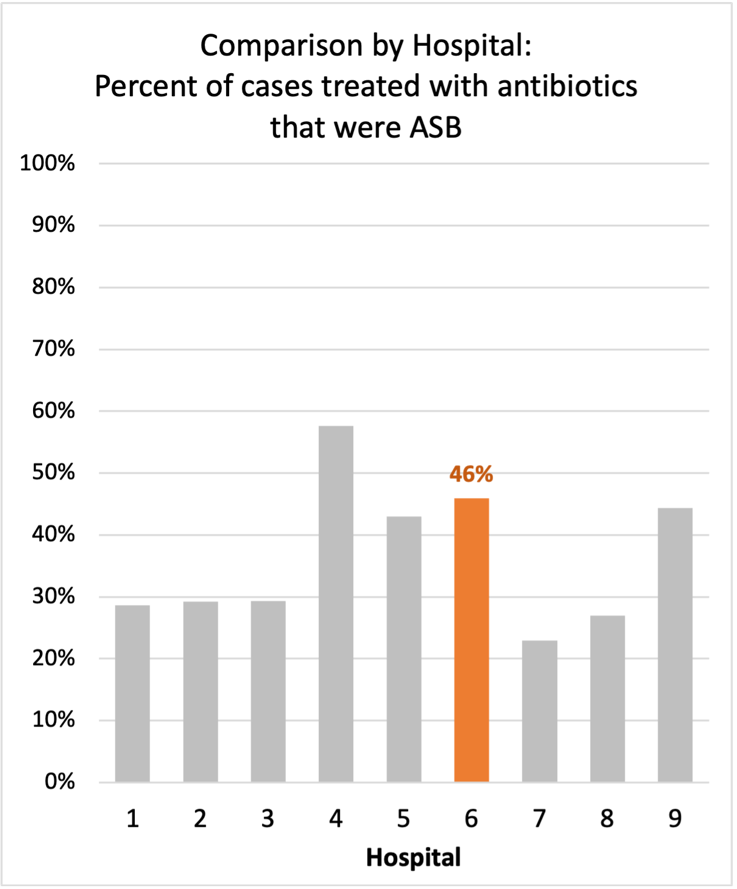 Comparison by Hospital:
Percent of cases treated with antibiotics
that were ASB
100%
90%
80%
70%
60%
50%
46%
40%
30%
20%
10%
0%
1 2 3 4 5 6 7 8 9
Hospital